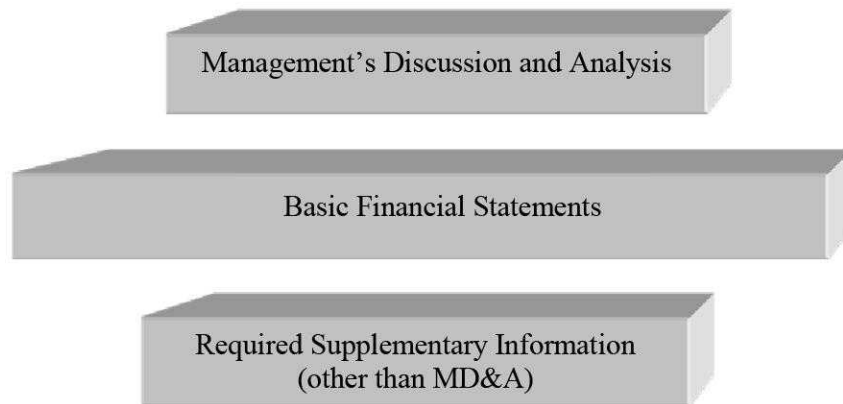 Management’s Discussion and Analysis
Basic Financial Statements
Required Supplementary Information
(other than MD&A)